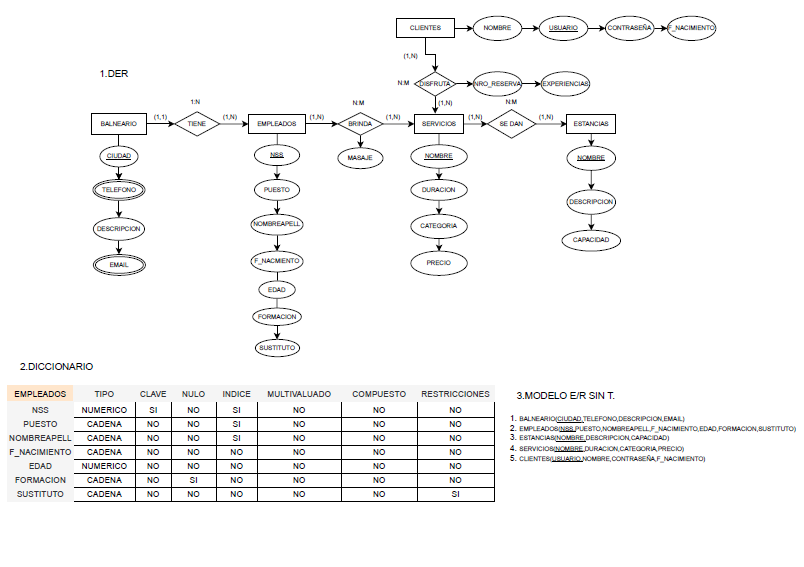 CLIENTES
NOMBRE
USUARIO
CONTRASEÑA
F_NACIMIENTO
(1,N)
1.DER
N:M
DISFRUTA
NRO_RESERVA
EXPERIENCIAS
1:N
N:M
(1,N)
N:M
BALNEARIO
(1,1)
TIENE
(1,N)
EMPLEADOS
(1,N)
BRINDA
(1,N)
SERVICIOS
(1,N)
SE DAN
(1,N)
ESTANCIAS
CIUDAD
NSS
MASAJE
NOMBRE
NOMBRE
TELEFONO
PUESTO
DURACION
DESCRIPCION
DESCRIPCION
NOMBREAPELL
CATEGORIA
CAPACIDAD
EMAIL
F_NACMIENTO
PRECIO
EDAD
FORMACION
SUSTITUTO
2.DICCIONARIO
EMPLEADOS TIPO CLAVE NULO INDICE MULTIVALUADO COMPUESTO RESTRICCIONES
NSS NUMERICO SI NO SI NO NO NO
PUESTO CADENA NO NO SI NO NO NO
NOMBREAPELL CADENA NO NO SI NO NO NO
F_NACIMIENTO CADENA NO NO NO NO NO NO
EDAD NUMERICO NO NO NO NO NO NO
FORMACION CADENA NO SI NO NO NO NO
SUSTITUTO CADENA NO NO NO NO NO SI
3.MODELO E/R SIN T.
1. BALNEARIO(CIUDAD,TELEFONO,DESCRIPCION,EMAIL)
2. EMPLEADOS(NSS,PUESTO,NOMBREAPELL,F_NACIMIENTO,EDAD,FORMACION,SUSTITUTO)
3. ESTANCIAS(NOMBRE,DESCRIPCION,CAPACIDAD)
4. SERVICIOS(NOMBRE,DURACION,CATEGORIA,PRECIO)
5. CLIENTES(USUARIO,NOMBRE,CONTRASEÑA,F_NACIMIENTO)